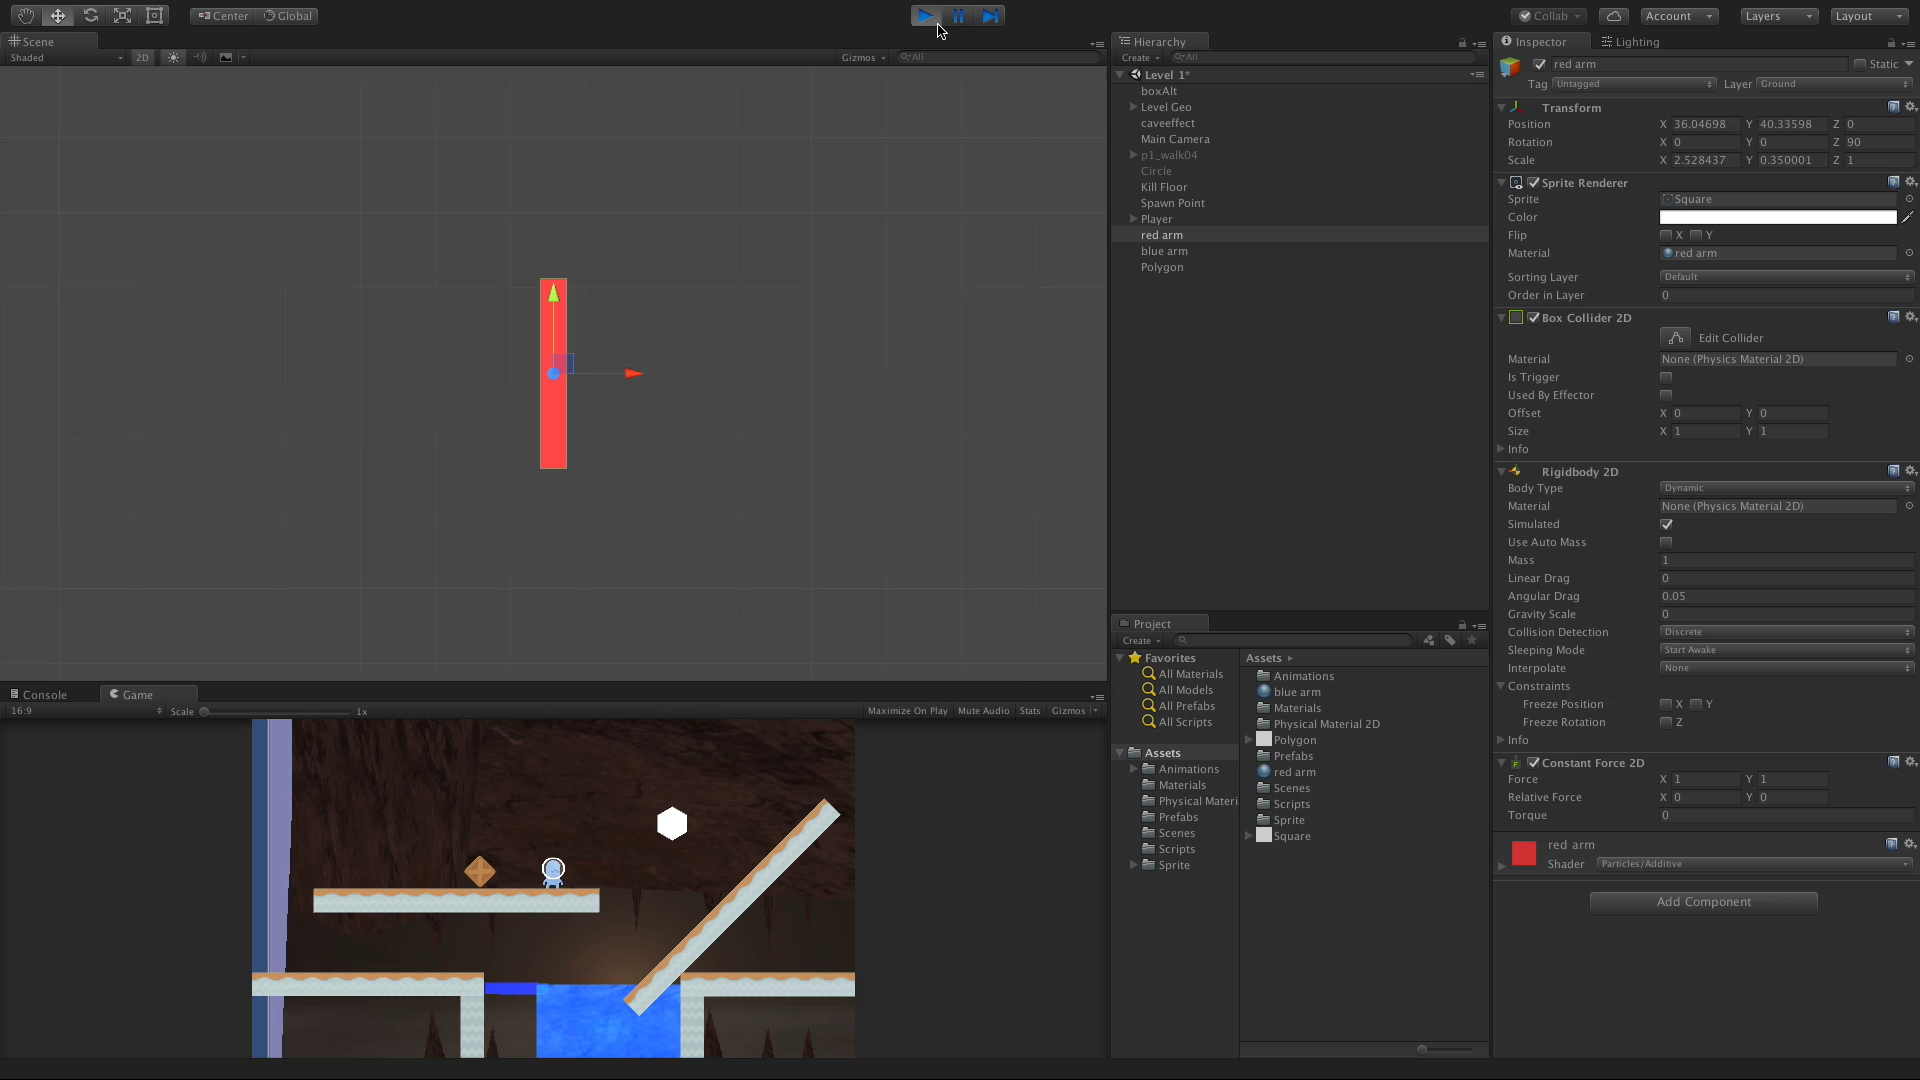 Center Global Collab Account Layers Layout
Scene
Shaded 2D Gizmos All
Hierarchy
Create All
Level 1*
boxAlt
Level Geo
caveeffect
Main Camera
p1_walk04
Circle
Kill Floor
Spawn Point
Player
red arm
blue arm
Polygon
Project
Create
Favorites
All Materials
All Models
All Prefabs
All Scripts
Assets
Animations
Materials
Physical Materi
Prefabs
Scenes
Scripts
Sprite
Assets
Animations
blue arm
Materials
Physical Material 2D
Polygon
Prefabs
red arm
Scenes
Scripts
Sprite
Square
Console Game
16:9 Scale 1x Maximize On Play Mute Audio Stats Gizmos
Inspector Lighting
red arm Static
Tag Untagged Layer Ground
Transform
Position X 36.04698 Y 40.33598 Z 0
Rotation X 0 Y 0 Z 90
Scale X 2.528437 Y 0.350001 Z 1
Sprite Renderer
Sprite Square
Color
Flip X Y
Material red arm
Sorting Layer Default
Order in Layer 0
Box Collider 2D
Edit Collider
Material None (Physics Material 2D)
Is Trigger
Used By Effector
Offset X 0 Y 0
Size X 1 Y 1
Info
Rigidbody 2D
Body Type Dynamic
Material None (Physics Material 2D)
Simulated
Use Auto Mass
Mass 1
Linear Drag 0
Angular Drag 0.05
Gravity Scale 0
Collision Detection Discrete
Sleeping Mode Start Awake
Interpolate None
Constraints
Freeze Position X Y
Freeze Rotation Z
Info
Constant Force 2D
Force X 1 Y 1
Relative Force X 0 Y 0
Torque 0
red arm
Shader Particles/Additive
Add Component